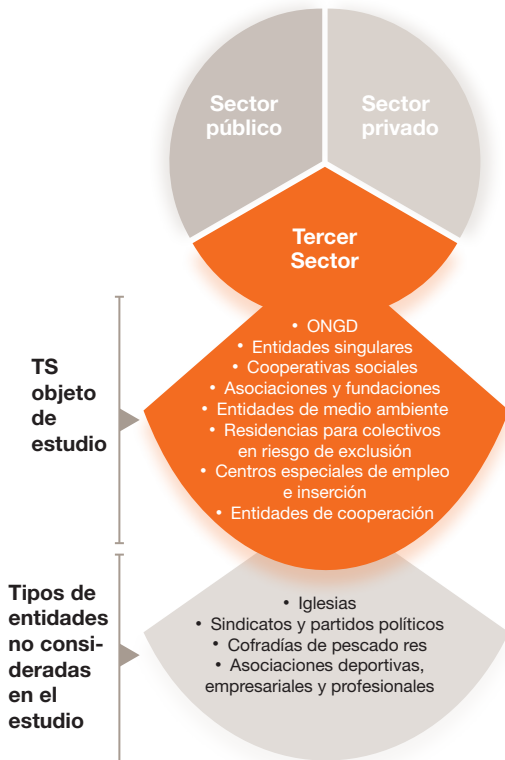 Sector
público
Sector
privado
Tercer
Sector
TS
objeto
de
estudio
• ONGD
• Entidades singulares
• Cooperativas sociales
• Asociaciones y fundaciones
• Entidades de medio ambiente
• Residencias para colectivos
en riesgo de exclusión
• Centros especiales de empleo
e inserción
• Entidades de cooperación
Tipos de
entidades
no consi-
deradas
en el
estudio
• Iglesias
• Sindicatos y partidos políticos
• Cofradías de pescado res
• Asociaciones deportivas,
empresariales y profesionales